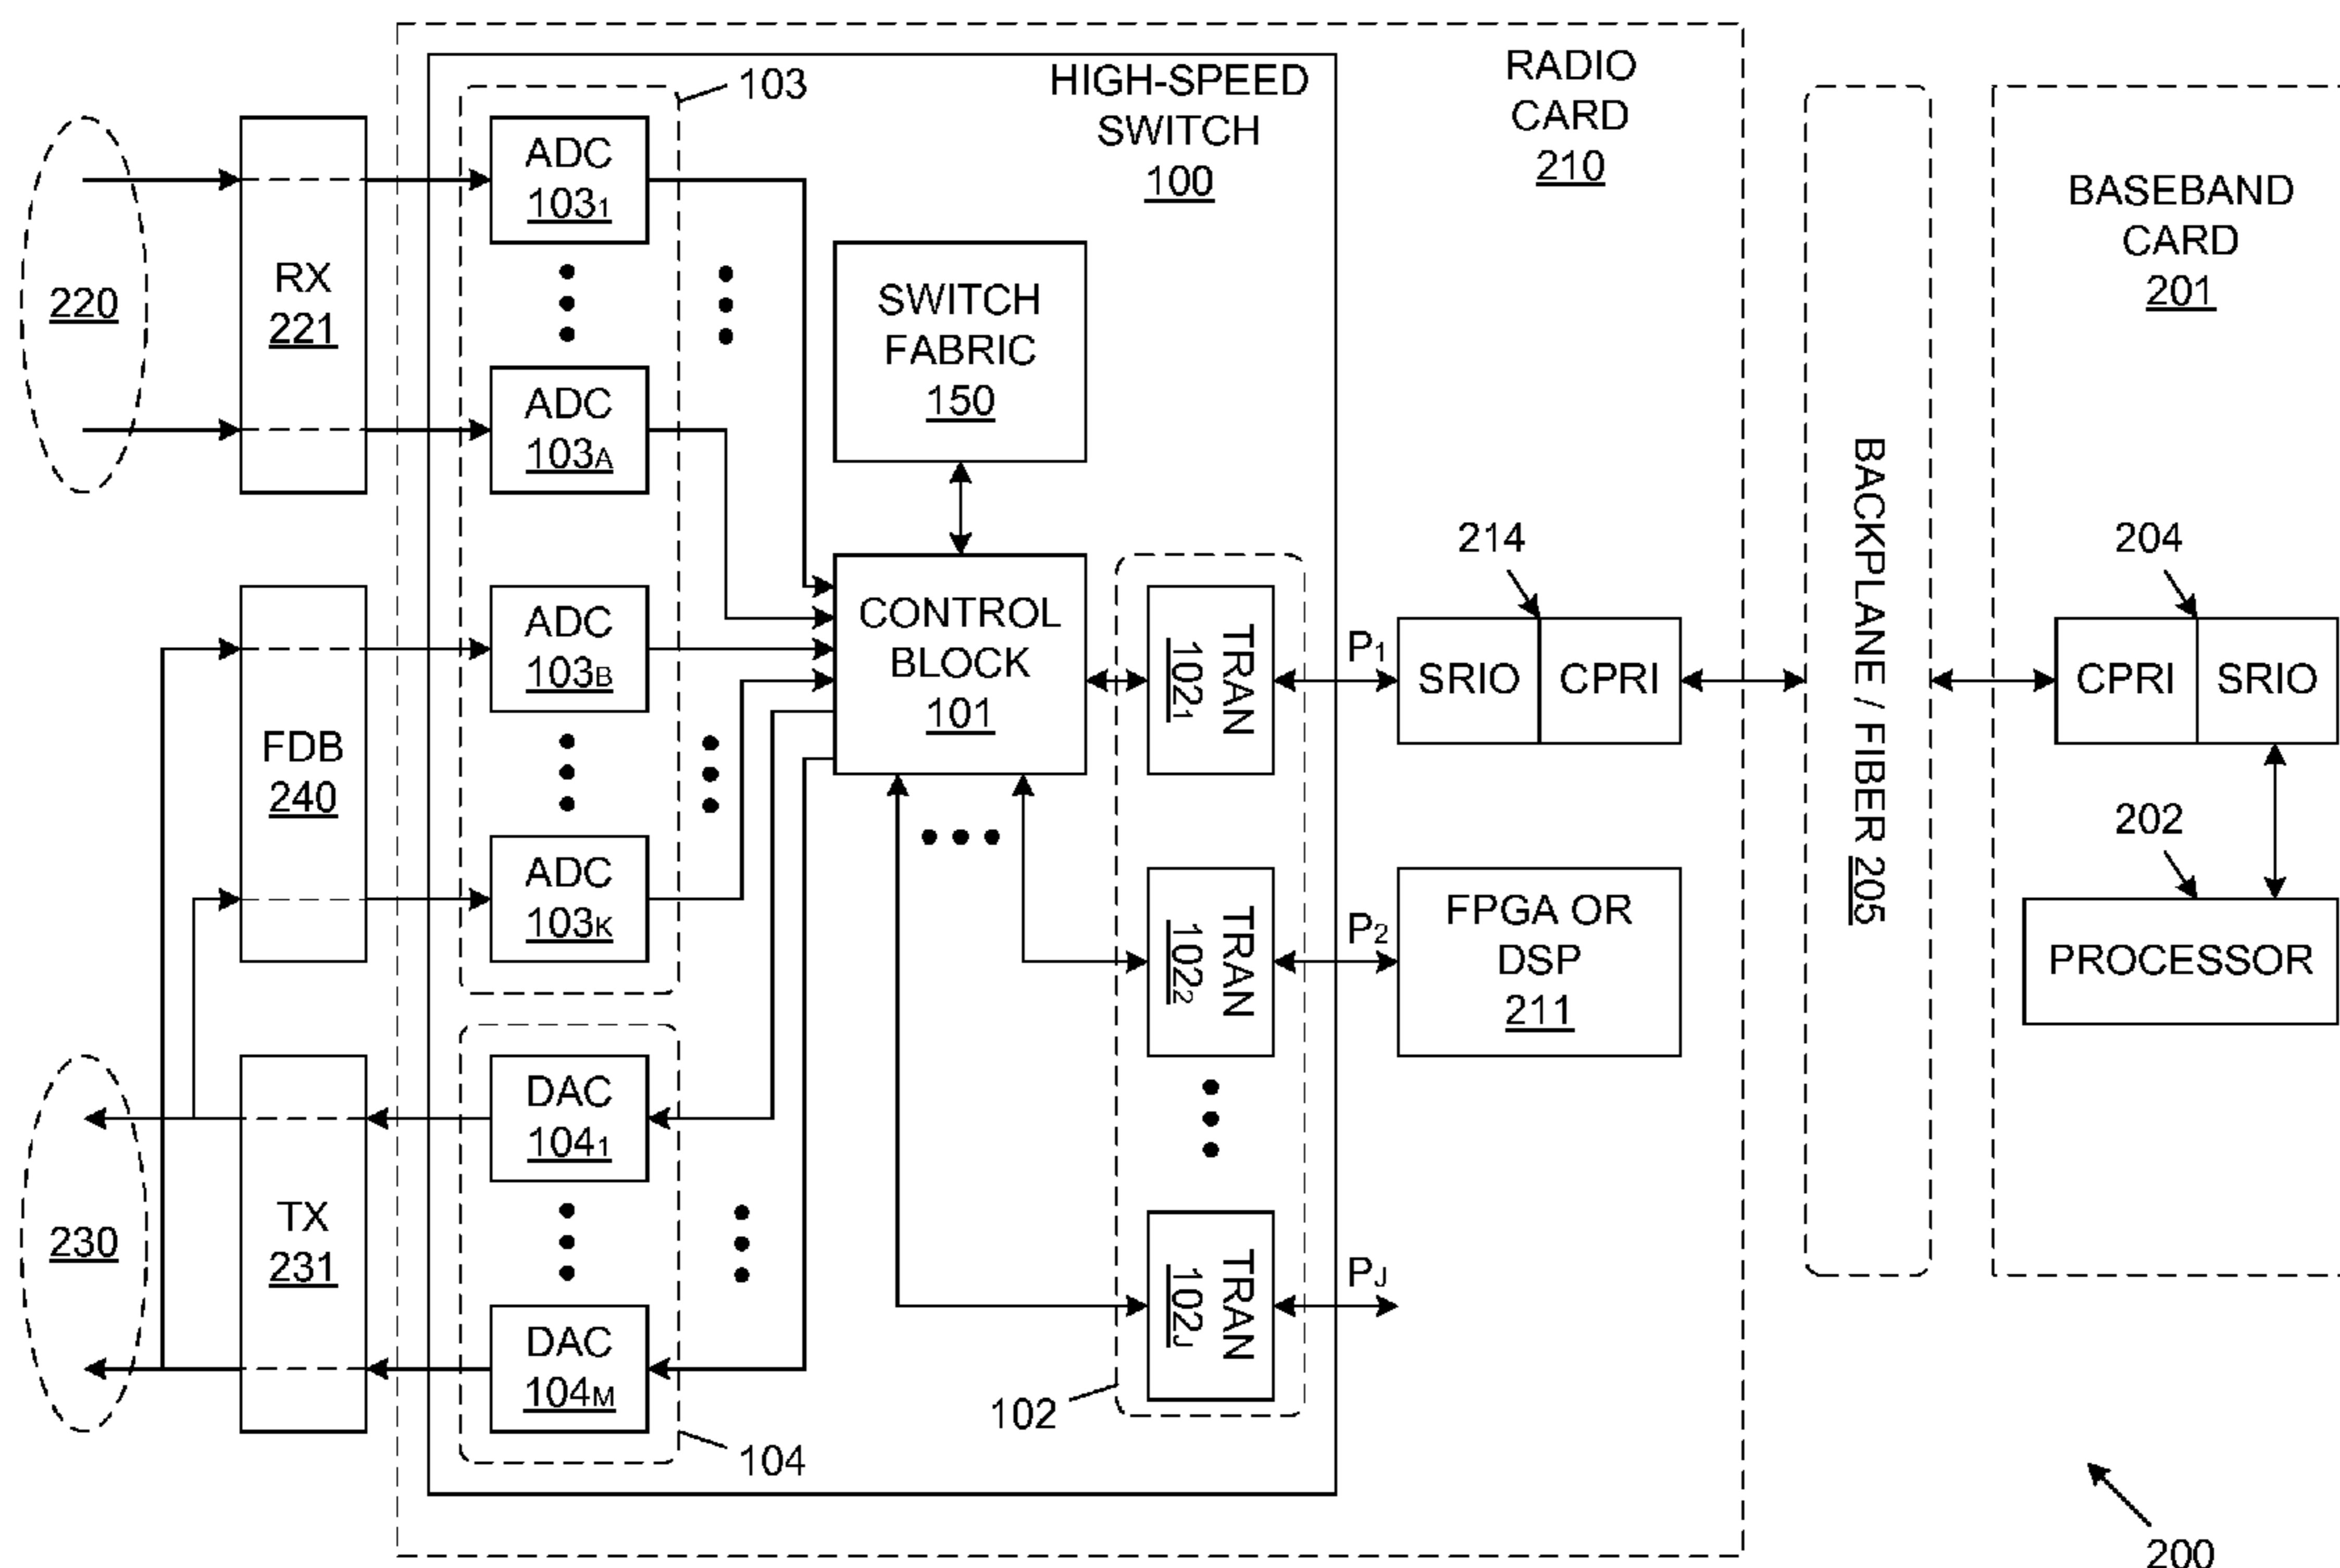 103
HIGH-SPEED
SWITCH
100
RADIO
CARD
210
BASEBAND
CARD
201
220
RX
221
ADC
103₁
ADC
103A
SWITCH
FABRIC
150
FDB
240
ADC
103B
ADC
103K
CONTROL
BLOCK
101
TRAN
102₁
P₁
214
SRIO
CPRI
BACKPLANE / FIBER 205
204
CPRI
SRIO
202
PROCESSOR
TRAN
102₂
P₂
FPGA OR
DSP
211
230
TX
231
DAC
104₁
DAC
104M
104
TRAN
102J
PJ
102
200